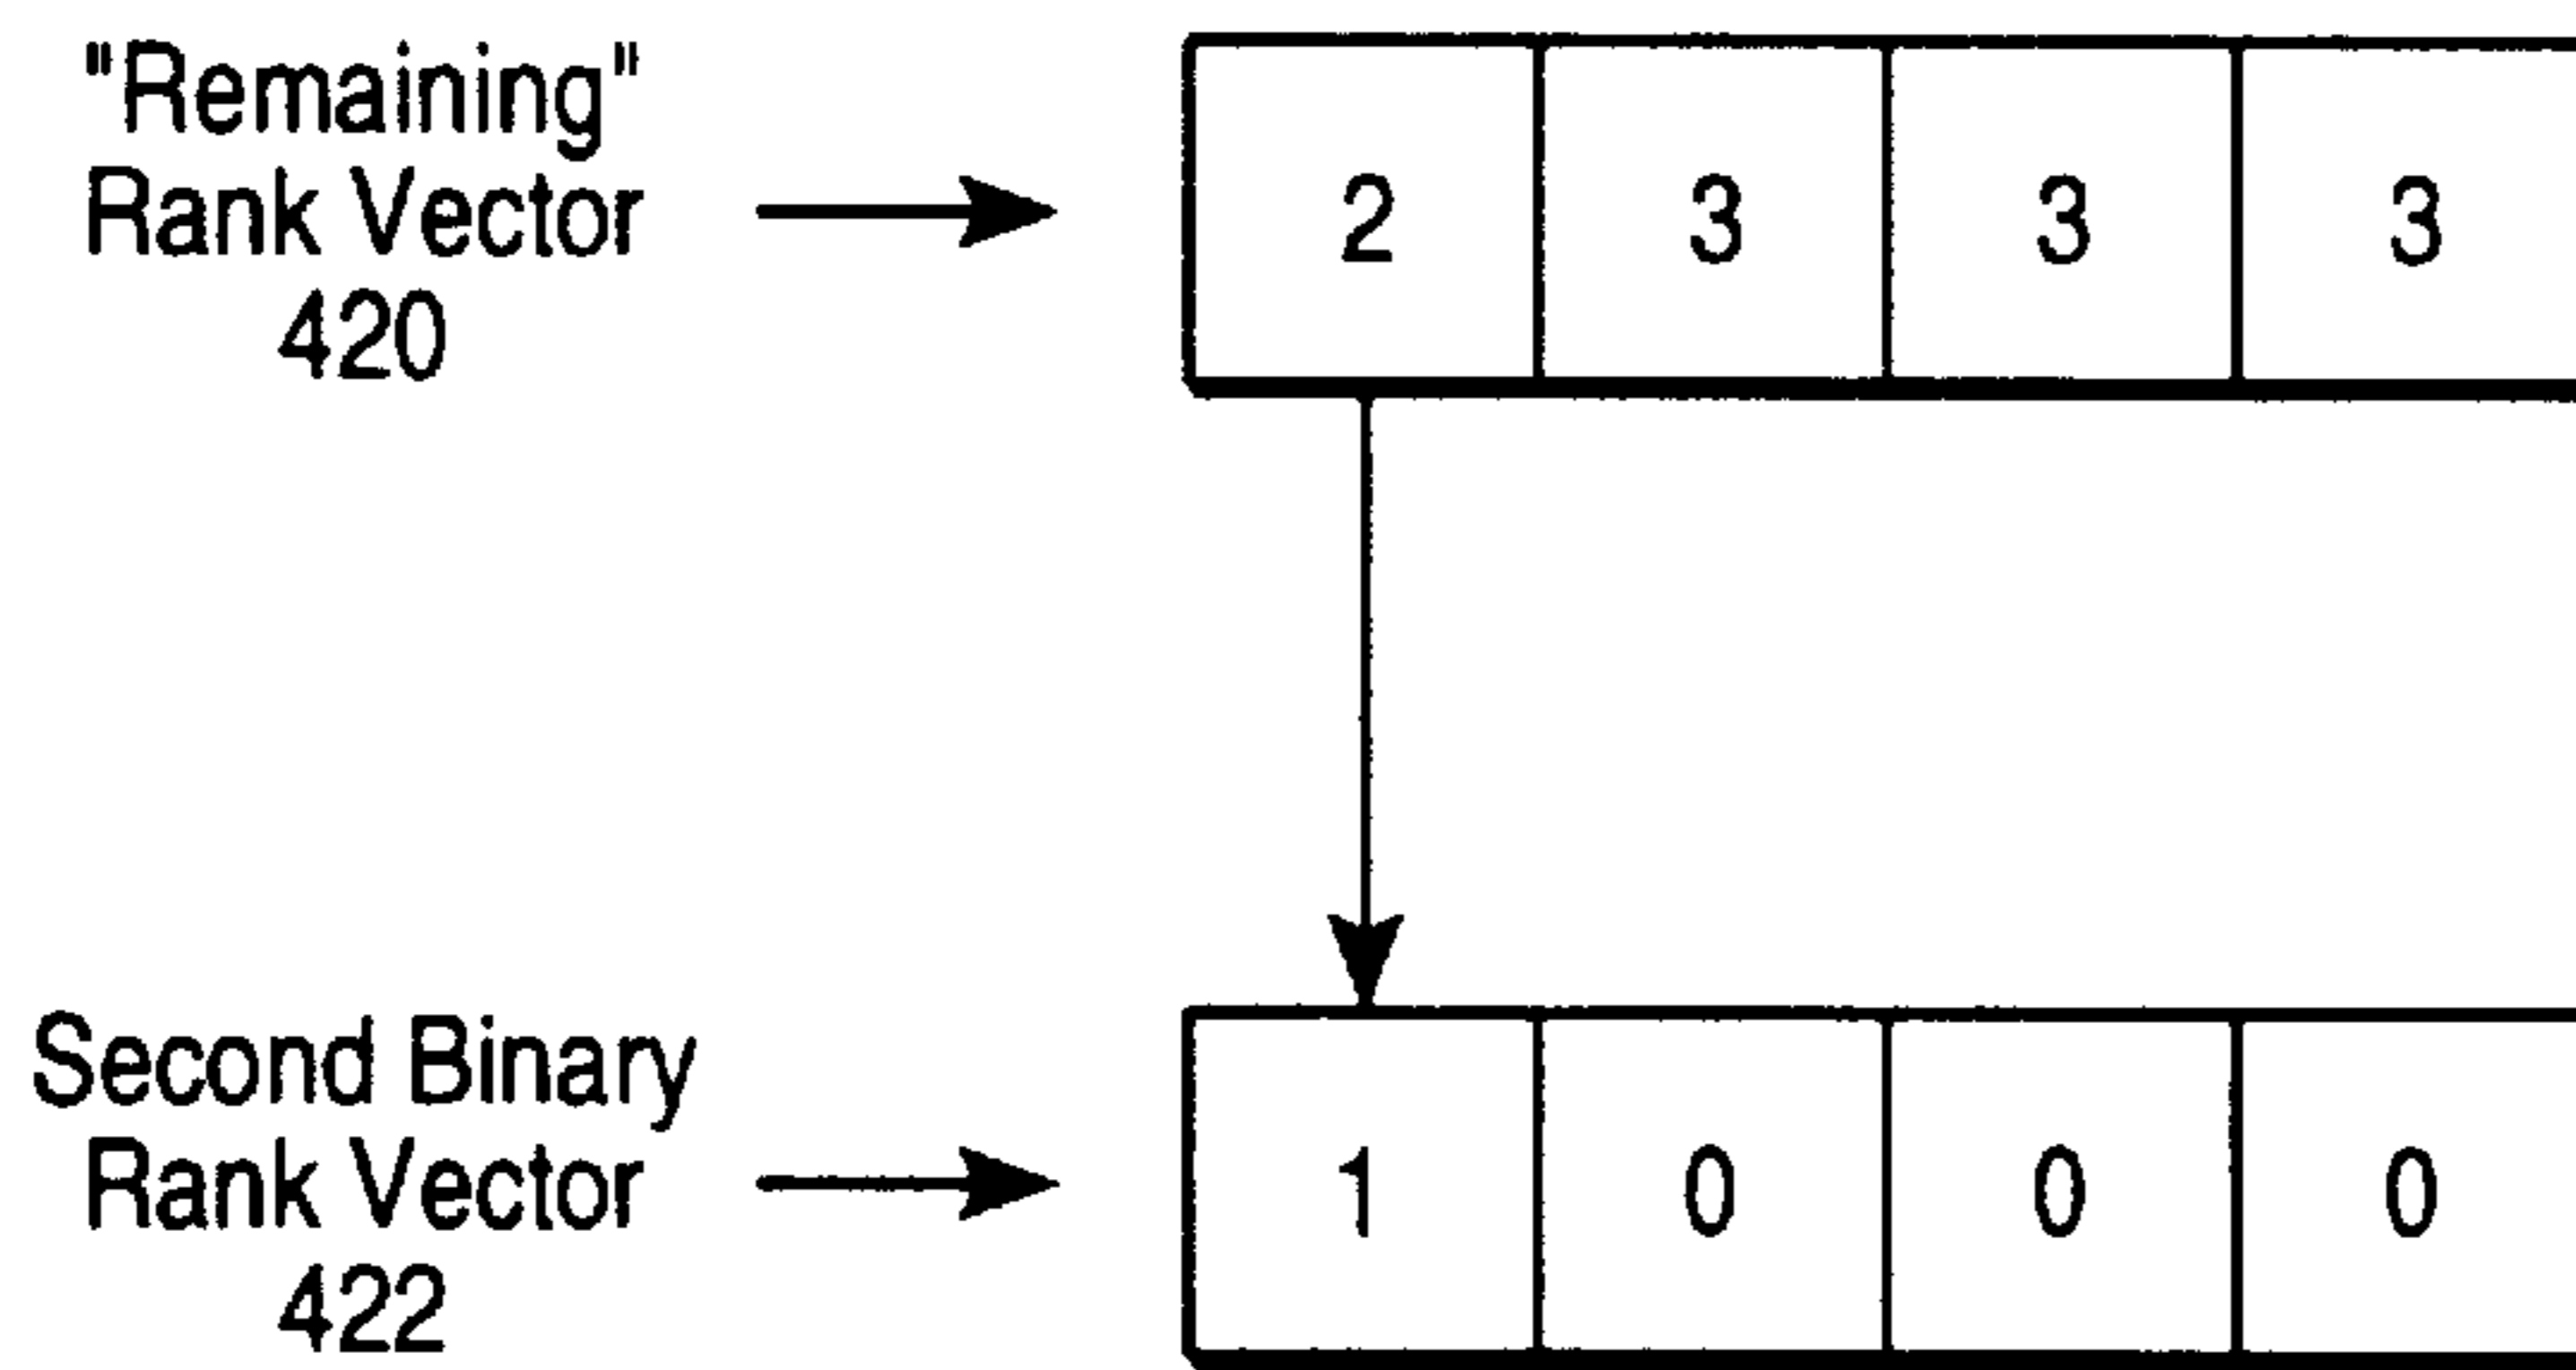 "Remaining"
Rank Vector
420
2 3 3 3
Second Binary
Rank Vector
422
1 0 0 0